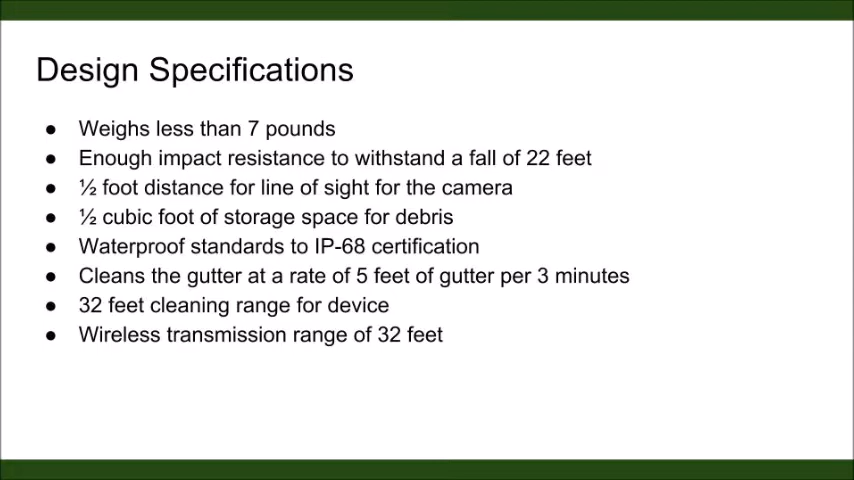 Design Specifications
● Weighs less than 7 pounds
● Enough impact resistance to withstand a fall of 22 feet
● ½ foot distance for line of sight for the camera
● ½ cubic foot of storage space for debris
● Waterproof standards to IP-68 certification
● Cleans the gutter at a rate of 5 feet of gutter per 3 minutes
● 32 feet cleaning range for device
● Wireless transmission range of 32 feet